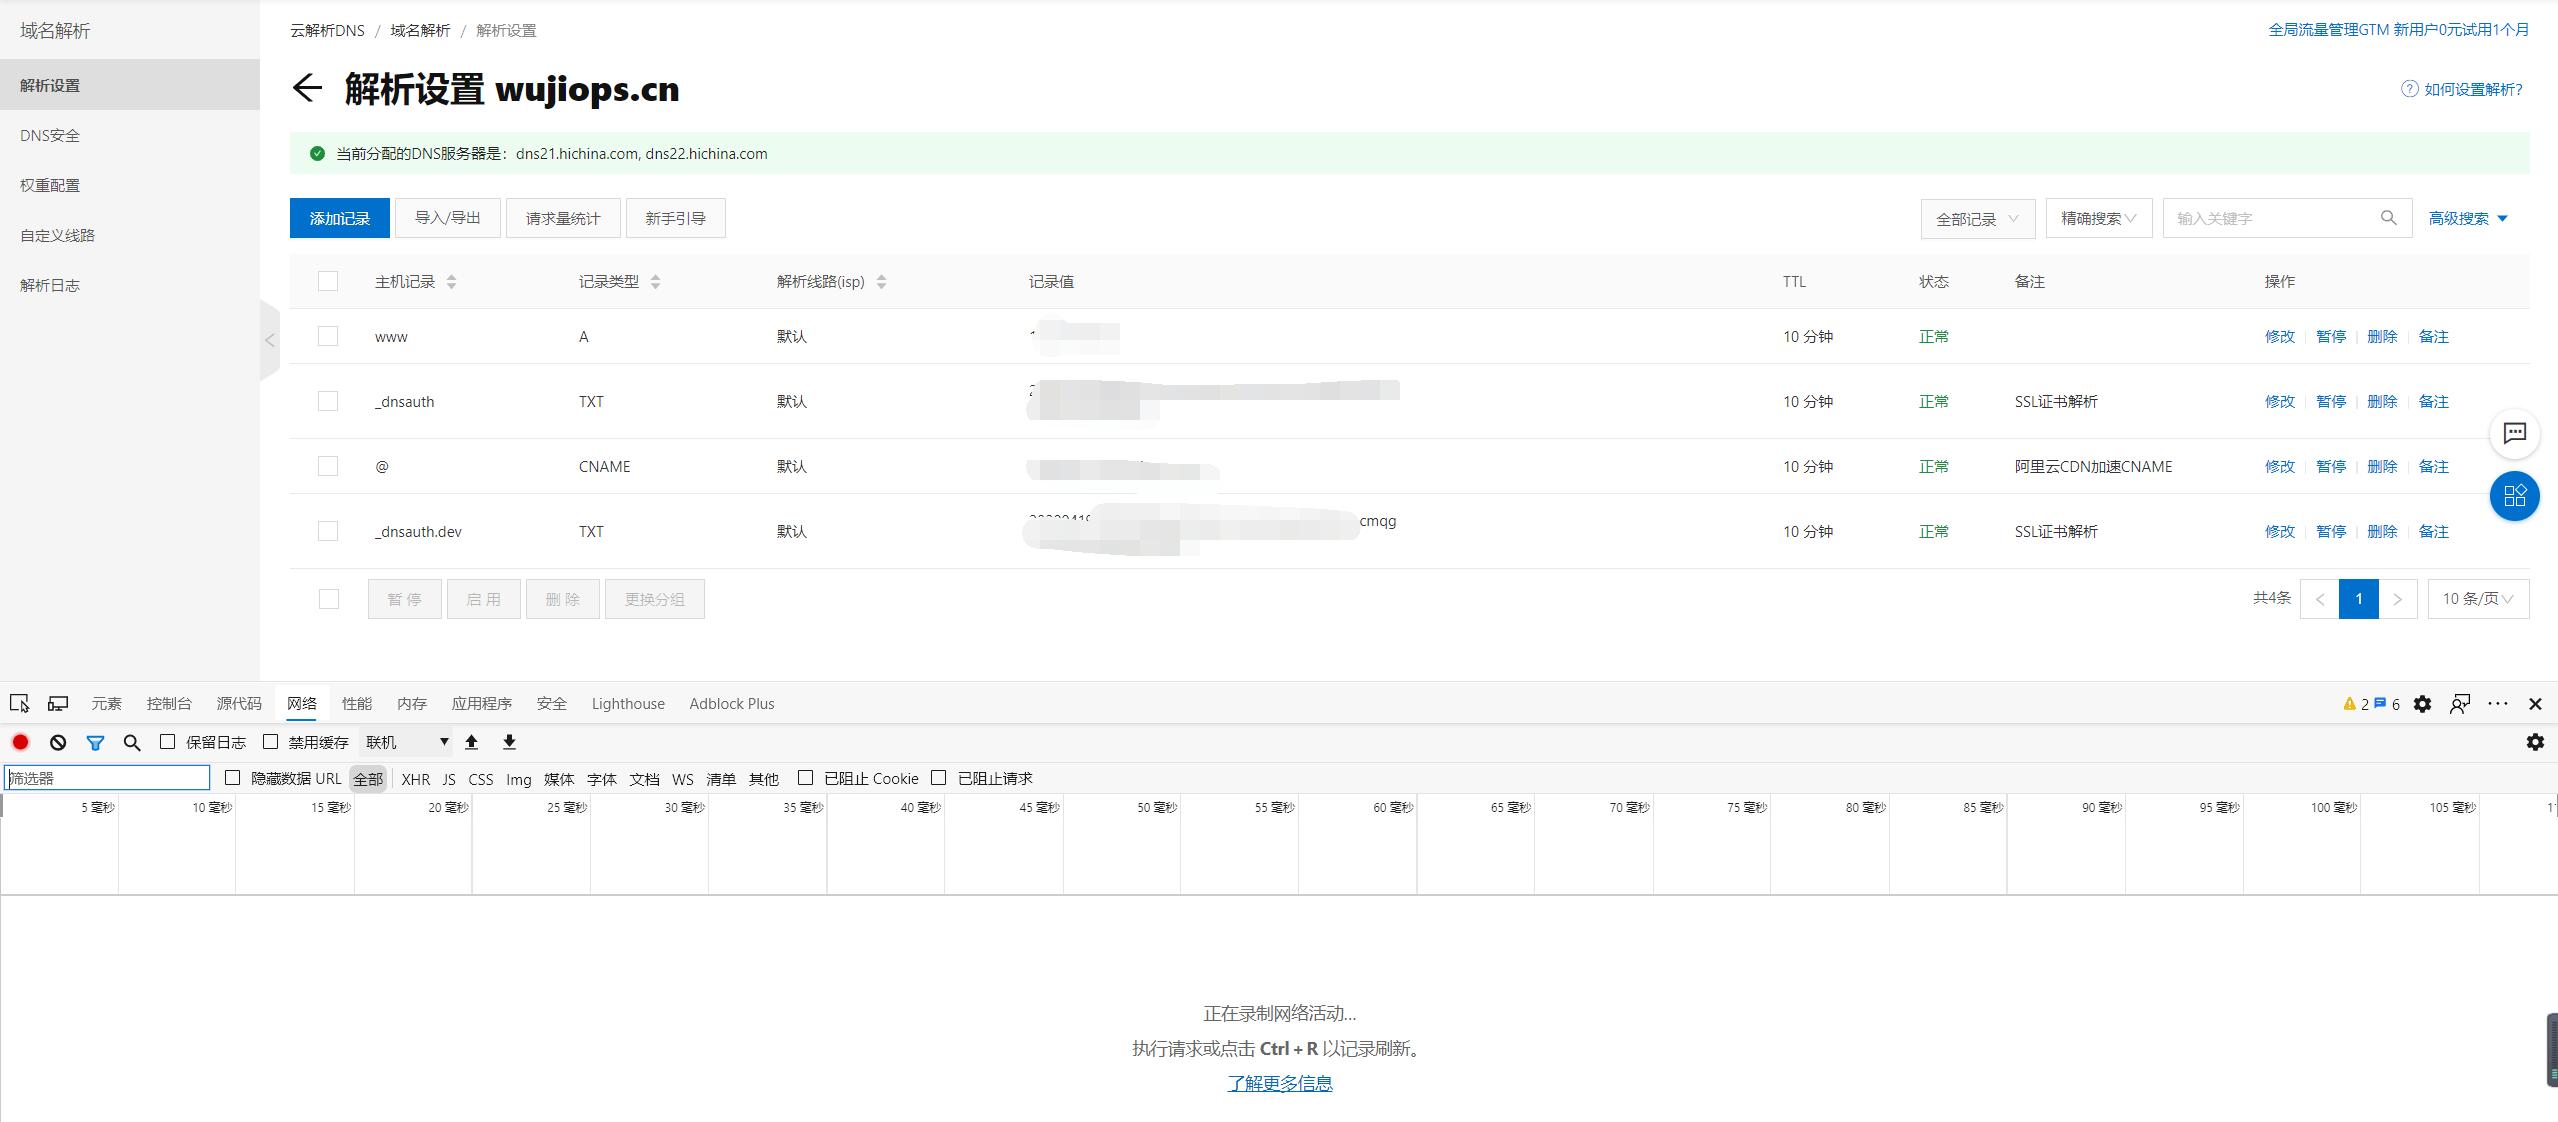 域名解析
解析设置
DNS安全
权重配置
自定义线路
解析日志
云解析DNS / 域名解析 / 解析设置
全局流量管理GTM 新用户0元试用1个月
解析设置 wujiops.cn
如何设置解析?
当前分配的DNS服务器是：dns21.hichina.com, dns22.hichina.com
添加记录 导入/导出 请求量统计 新手引导 全部记录 精确搜索 输入关键字 高级搜索
主机记录 记录类型 解析线路(isp) 记录值 TTL 状态 备注 操作
www A 默认 10 分钟 正常 修改 暂停 删除 备注
_dnsauth TXT 默认 10 分钟 正常 SSL证书解析 修改 暂停 删除 备注
@ CNAME 默认 10 分钟 正常 阿里云CDN加速CNAME 修改 暂停 删除 备注
_dnsauth.dev TXT 默认 cmqg 10 分钟 正常 SSL证书解析 修改 暂停 删除 备注
暂停 启用 删除 更换分组 共4条 < 1 > 10 条/页
元素 控制台 源代码 网络 性能 内存 应用程序 安全 Lighthouse Adblock Plus 2 6
保留日志 禁用缓存 联机
筛选器 隐藏数据 URL 全部 XHR JS CSS Img 媒体 字体 文档 WS 清单 其他 已阻止 Cookie 已阻止请求
5 毫秒 10 毫秒 15 毫秒 20 毫秒 25 毫秒 30 毫秒 35 毫秒 40 毫秒 45 毫秒 50 毫秒 55 毫秒 60 毫秒 65 毫秒 70 毫秒 75 毫秒 80 毫秒 85 毫秒 90 毫秒 95 毫秒 100 毫秒 105 毫秒
正在录制网络活动...
执行请求或点击 Ctrl + R 以记录刷新。
了解更多信息